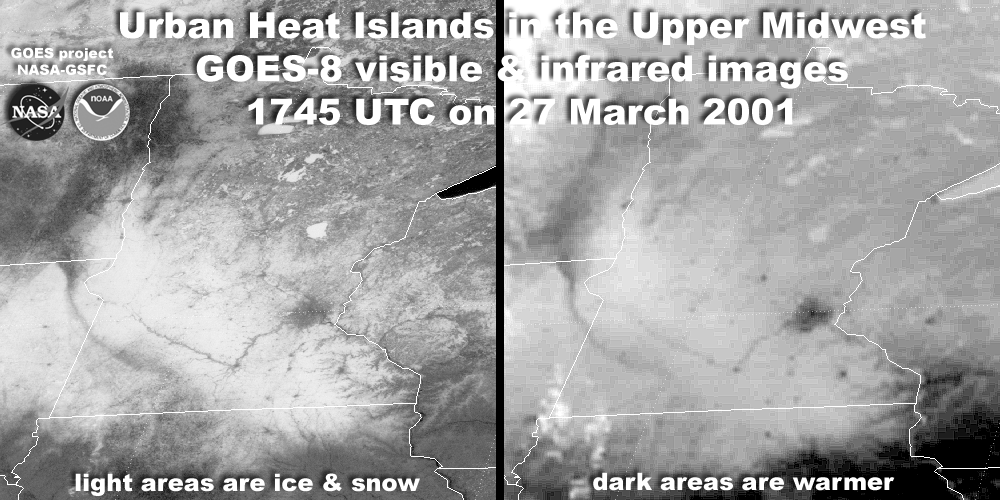 Urban Heat Islands in the Upper Midwest
GOES project
NASA-GSFC
GOES-8 visible & infrared images
NASA
NOAA
1745 UTC on 27 March 2001
light areas are ice & snow
dark areas are warmer